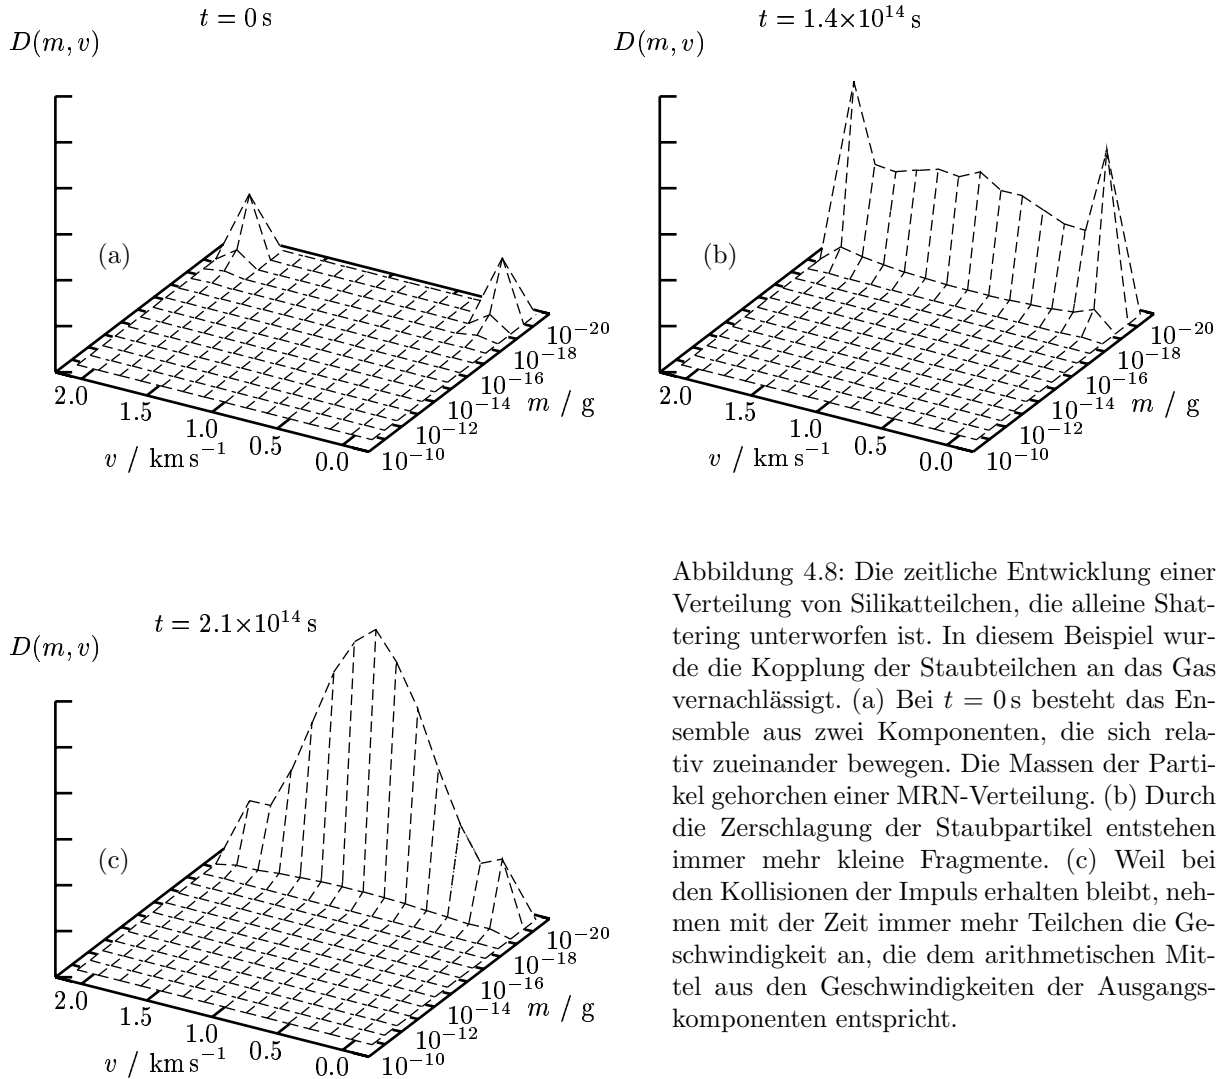 t = 0 s
D(m, v)
(a)
2.0
1.5
1.0
0.5
0.0
v / km s⁻¹
10⁻²⁰
10⁻¹⁸
10⁻¹⁶
10⁻¹⁴
10⁻¹²
10⁻¹⁰
m / g
t = 1.4×10¹⁴ s
D(m, v)
(b)
2.0
1.5
1.0
0.5
0.0
v / km s⁻¹
10⁻²⁰
10⁻¹⁸
10⁻¹⁶
10⁻¹⁴
10⁻¹²
10⁻¹⁰
m / g
t = 2.1×10¹⁴ s
D(m, v)
(c)
2.0
1.5
1.0
0.5
0.0
v / km s⁻¹
10⁻²⁰
10⁻¹⁸
10⁻¹⁶
10⁻¹⁴
10⁻¹²
10⁻¹⁰
m / g
Abbildung 4.8: Die zeitliche Entwicklung einer
Verteilung von Silikatteilchen, die alleine Shat-
tering unterworfen ist. In diesem Beispiel wur-
de die Kopplung der Staubteilchen an das Gas
vernachlässigt. (a) Bei t = 0 s besteht das En-
semble aus zwei Komponenten, die sich rela-
tiv zueinander bewegen. Die Massen der Parti-
kel gehorchen einer MRN-Verteilung. (b) Durch
die Zerschlagung der Staubpartikel entstehen
immer mehr kleine Fragmente. (c) Weil bei
den Kollisionen der Impuls erhalten bleibt, neh-
men mit der Zeit immer mehr Teilchen die Ge-
schwindigkeit an, die dem arithmetischen Mit-
tel aus den Geschwindigkeiten der Ausgangs-
komponenten entspricht.